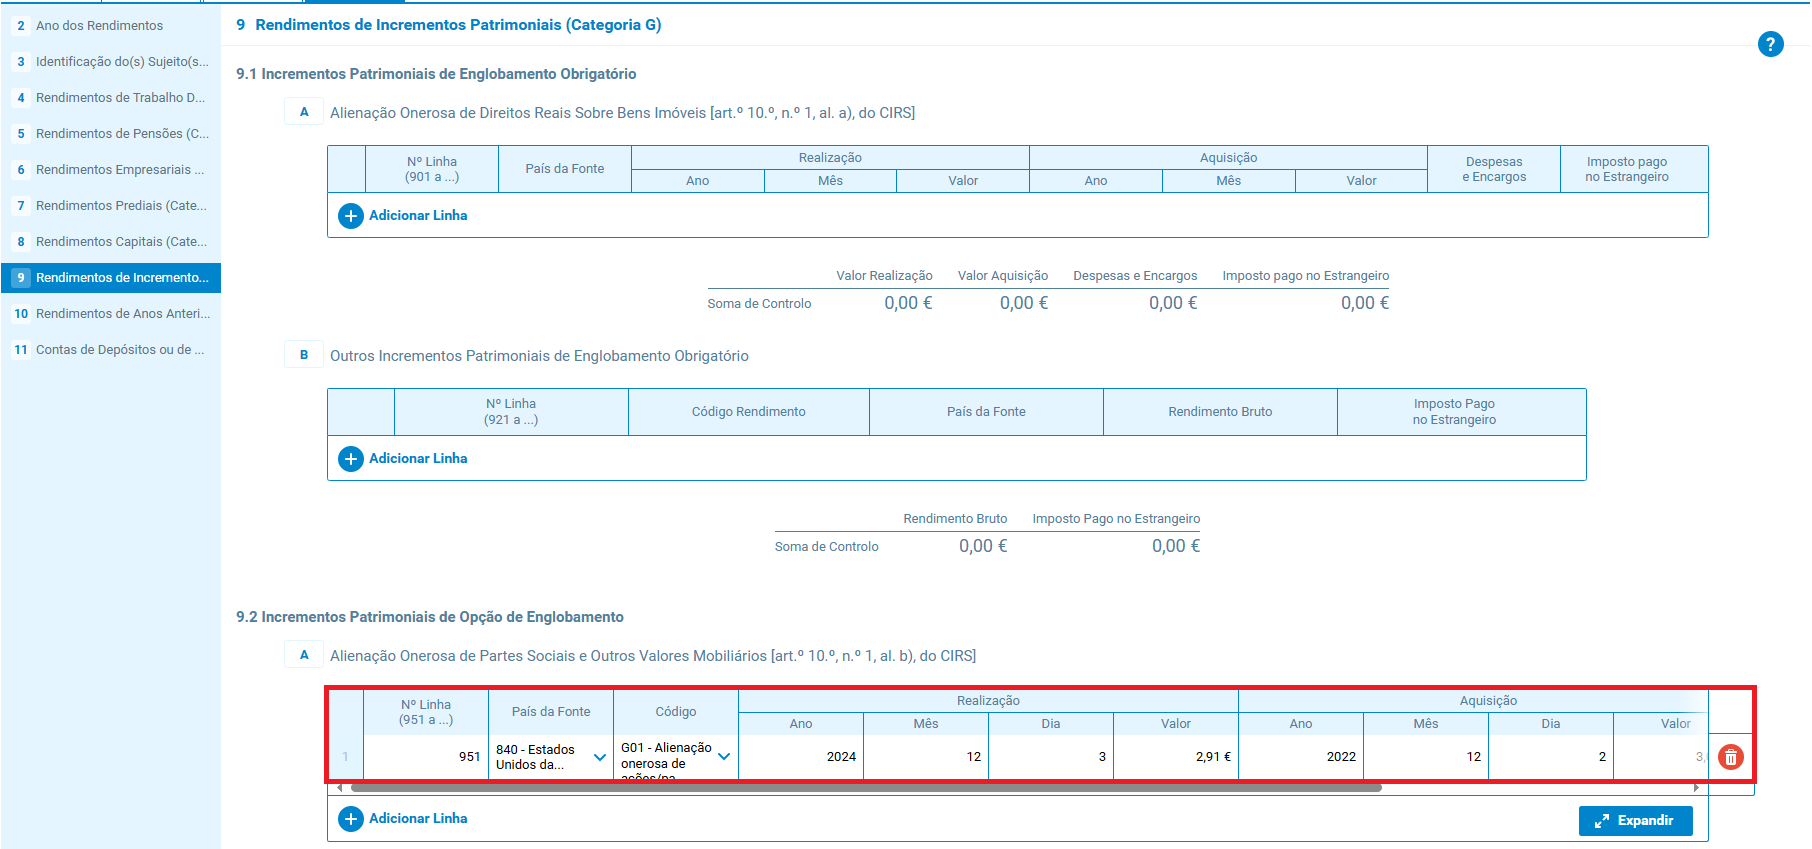 2 Ano dos Rendimentos
3 Identificação do(s) Sujeito(s...
4 Rendimentos de Trabalho D...
5 Rendimentos de Pensões (C...
6 Rendimentos Empresariais ...
7 Rendimentos Prediais (Cate...
8 Rendimentos Capitais (Cate...
9 Rendimentos de Incremento...
10 Rendimentos de Anos Anteri...
11 Contas de Depósitos ou de ...
9 Rendimentos de Incrementos Patrimoniais (Categoria G)
?
9.1 Incrementos Patrimoniais de Englobamento Obrigatório
A Alienação Onerosa de Direitos Reais Sobre Bens Imóveis [art.º 10.º, n.º 1, al. a), do CIRS]
Nº Linha (901 a ...) País da Fonte Realização Aquisição Despesas e Encargos Imposto pago no Estrangeiro
Ano Mês Valor Ano Mês Valor
Adicionar Linha
Valor Realização Valor Aquisição Despesas e Encargos Imposto pago no Estrangeiro
Soma de Controlo 0,00 € 0,00 € 0,00 € 0,00 €
B Outros Incrementos Patrimoniais de Englobamento Obrigatório
Nº Linha (921 a ...) Código Rendimento País da Fonte Rendimento Bruto Imposto Pago no Estrangeiro
Adicionar Linha
Rendimento Bruto Imposto Pago no Estrangeiro
Soma de Controlo 0,00 € 0,00 €
9.2 Incrementos Patrimoniais de Opção de Englobamento
A Alienação Onerosa de Partes Sociais e Outros Valores Mobiliários [art.º 10.º, n.º 1, al. b), do CIRS]
Nº Linha (951 a ...) País da Fonte Código Realização Aquisição
Ano Mês Dia Valor Ano Mês Dia Valor
1 951 840 - Estados Unidos da... G01 - Alienação onerosa de ações/pa 2024 12 3 2,91 € 2022 12 2 3,
Adicionar Linha
Expandir